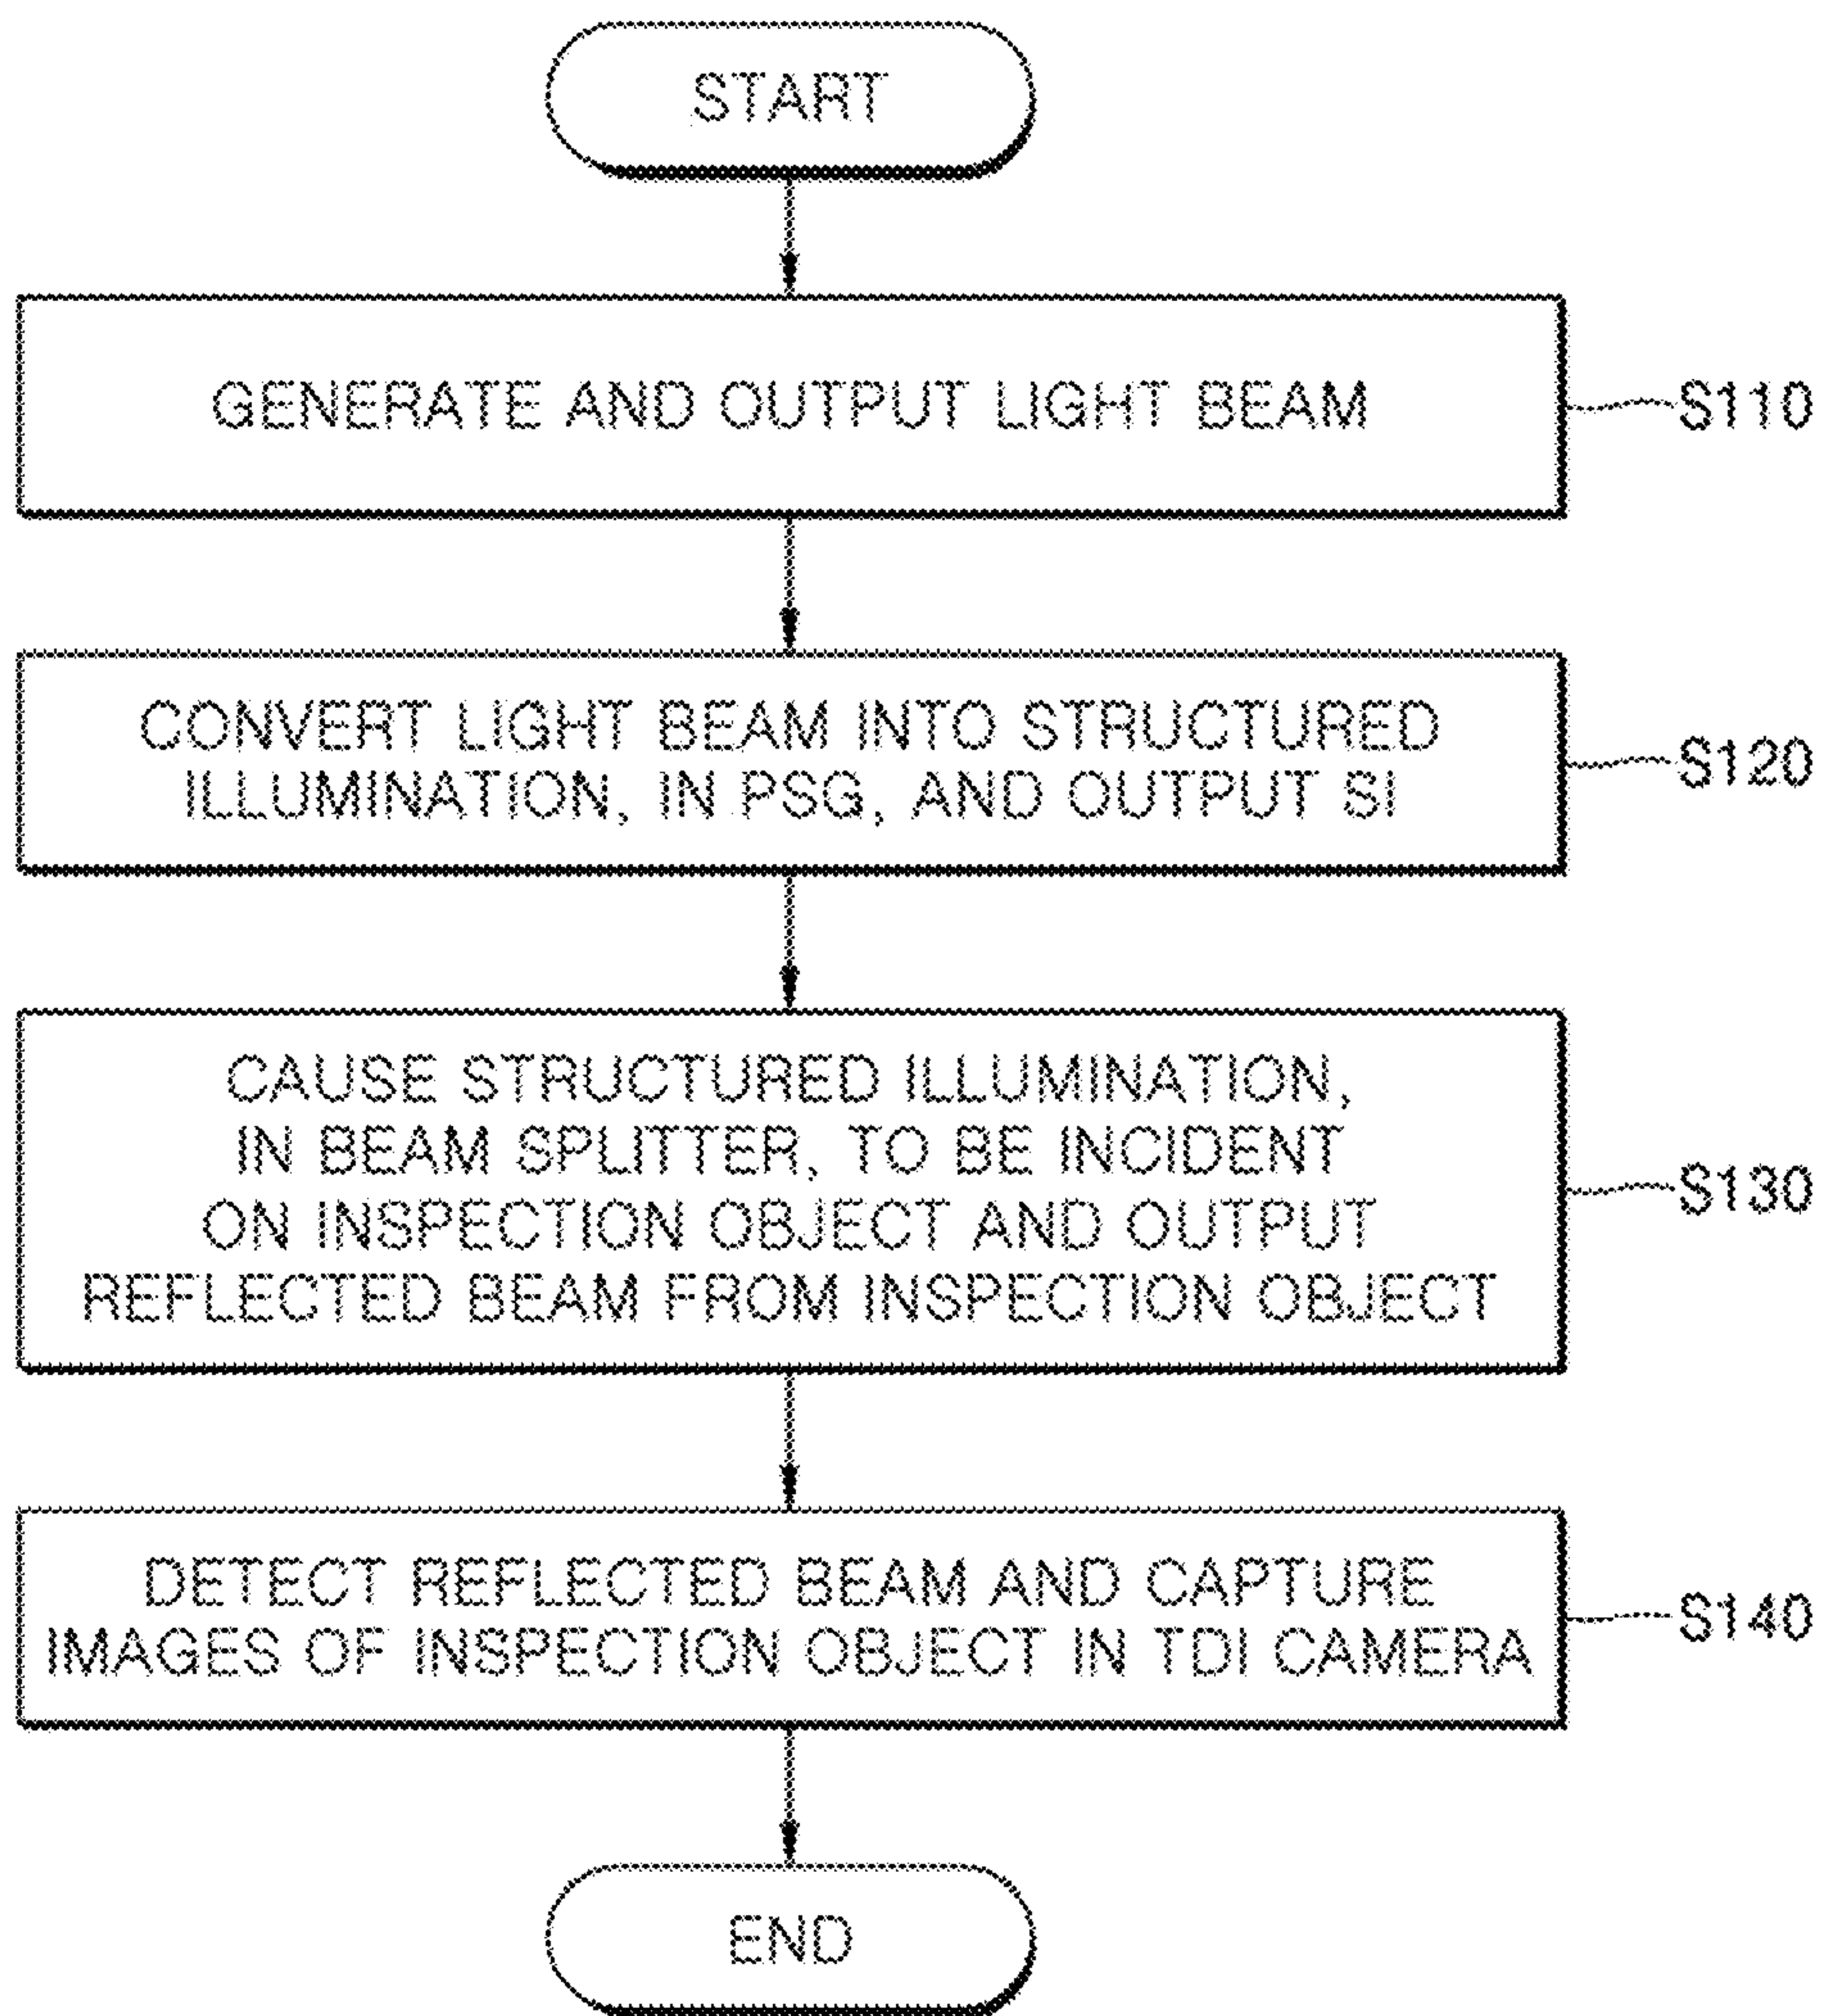 START
GENERATE AND OUTPUT LIGHT BEAM
S110
CONVERT LIGHT BEAM INTO STRUCTURED
ILLUMINATION, IN PSG, AND OUTPUT SI
S120
CAUSE STRUCTURED ILLUMINATION,
IN BEAM SPLITTER, TO BE INCIDENT
ON INSPECTION OBJECT AND OUTPUT
REFLECTED BEAM FROM INSPECTION OBJECT
S130
DETECT REFLECTED BEAM AND CAPTURE
IMAGES OF INSPECTION OBJECT IN TDI CAMERA
S140
END